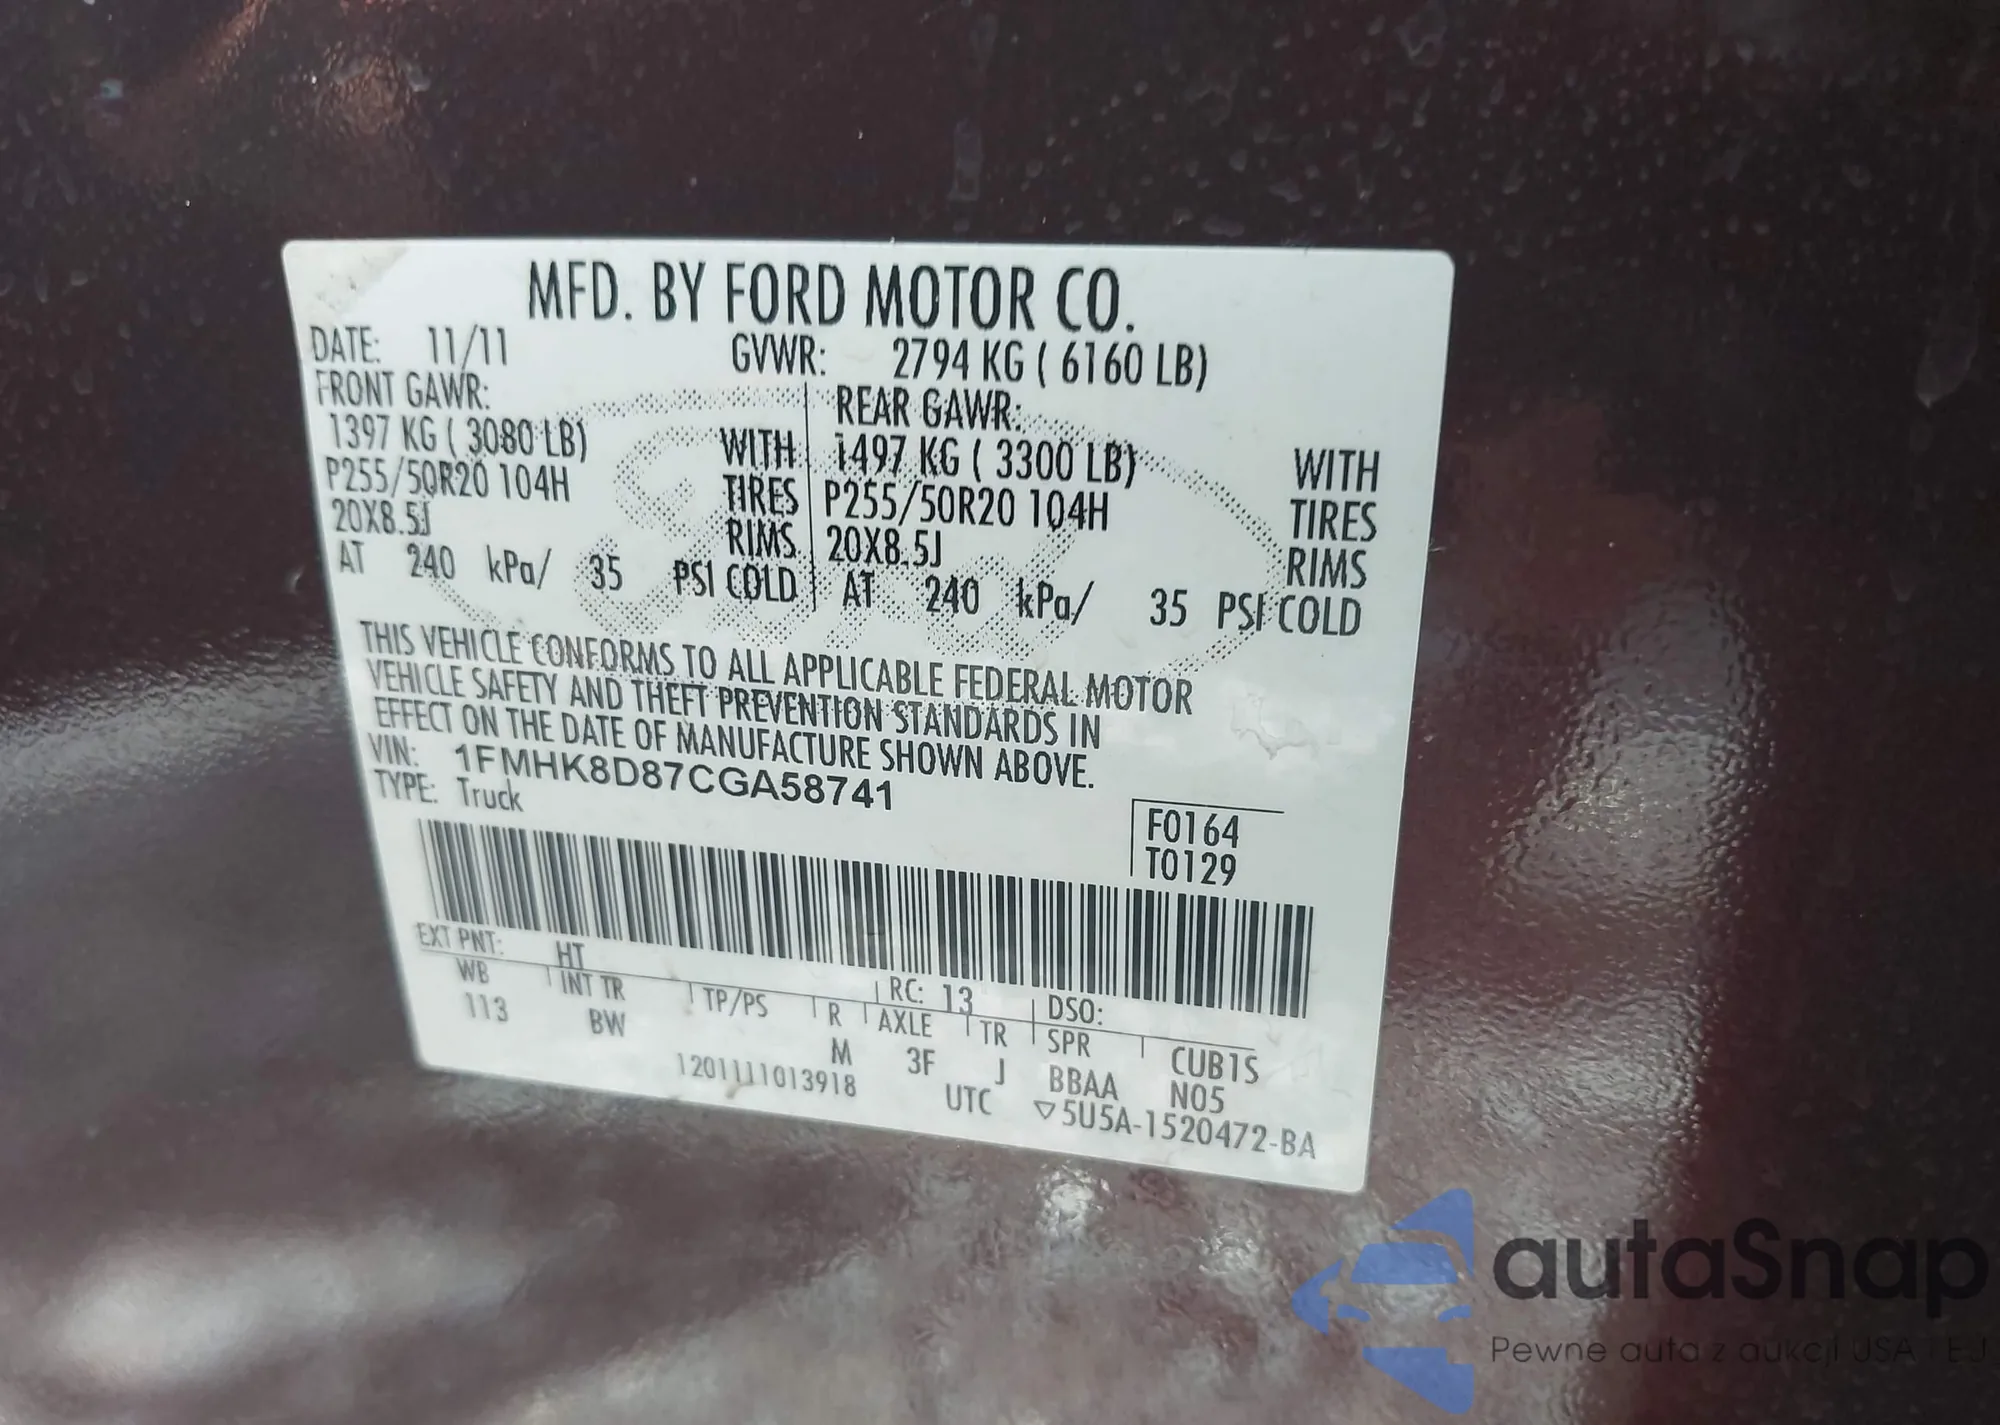 MFD. BY FORD MOTOR CO.
DATE: 11/11 GVWR: 2794 KG ( 6160 LB)
FRONT GAWR: REAR GAWR:
1397 KG ( 3080 LB) WITH 1497 KG ( 3300 LB) WITH
P255/50R20 104H TIRES P255/50R20 104H TIRES
20X8.5J RIMS 20X8.5J RIMS
AT 240 kPa/ 35 PSI COLD AT 240 kPa/ 35 PSI COLD
THIS VEHICLE CONFORMS TO ALL APPLICABLE FEDERAL MOTOR
VEHICLE SAFETY AND THEFT PREVENTION STANDARDS IN
EFFECT ON THE DATE OF MANUFACTURE SHOWN ABOVE.
VIN: 1FMHK8D87CGA58741
TYPE: Truck
F0164
T0129
EXT PNT: HT RC: 13 DSO:
WB INT TR TP/PS R AXLE TR SPR CUB1S
113 BW M 3F J BBAA N05
1201111013918 UTC ▽5U5A-1520472-BA
Ford
autaSnap
Pewne auta z aukcji USA i EJ